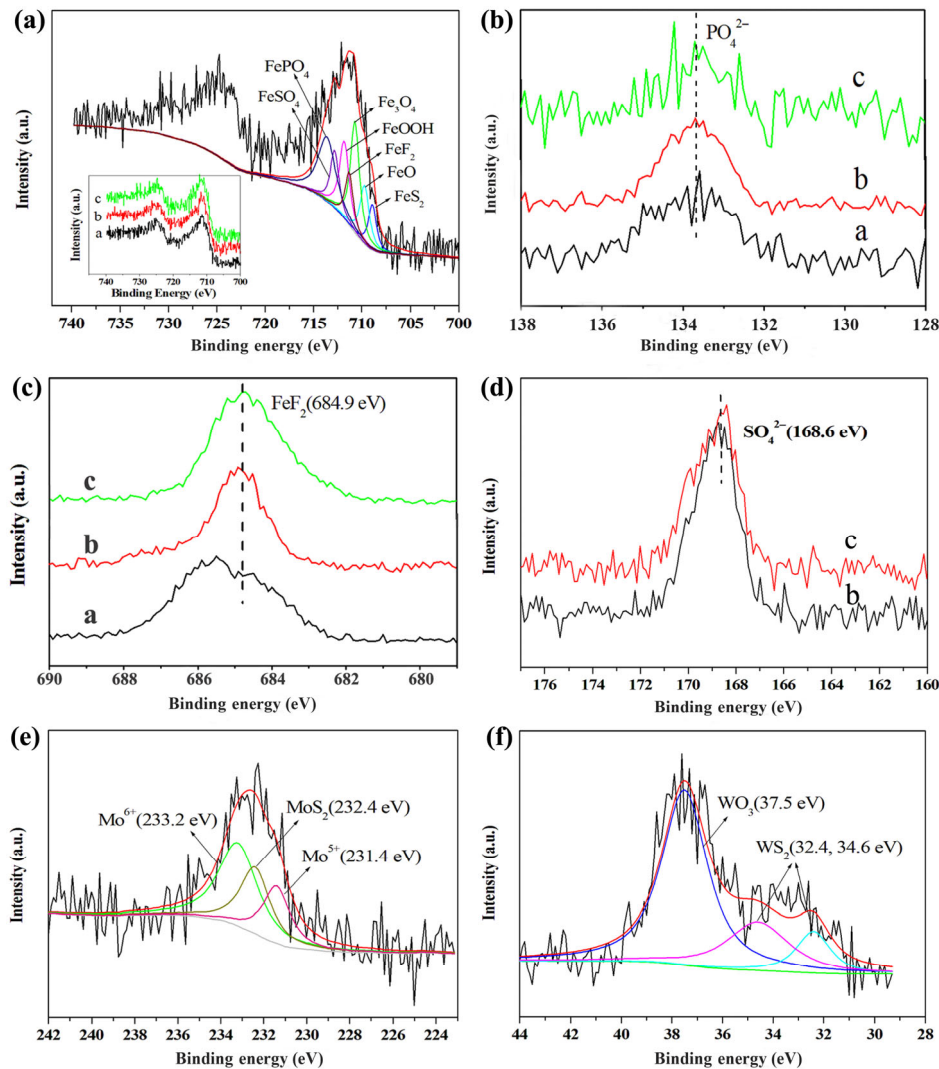 (a)
Intensity (a.u.)
FePO4
FeSO4
Fe3O4
FeOOH
FeF2
FeO
FeS2
Intensity (a.u.)
c
b
a
740 730 720 710 700
Binding Energy (eV)
740 735 730 725 720 715 710 705 700
Binding energy (eV)
(b)
Intensity (a.u.)
PO4 2−
c
b
a
138 136 134 132 130 128
Binding energy (eV)
(c)
Intensity (a.u.)
FeF2(684.9 eV)
c
b
a
690 688 686 684 682 680
Binding energy (eV)
(d)
Intensity (a.u.)
SO4 2−(168.6 eV)
c
b
176 174 172 170 168 166 164 162 160
Binding energy (eV)
(e)
Intensity (a.u.)
Mo6+(233.2 eV)
MoS2(232.4 eV)
Mo5+(231.4 eV)
242 240 238 236 234 232 230 228 226 224
Binding energy (eV)
(f)
Intensity (a.u.)
WO3(37.5 eV)
WS2(32.4, 34.6 eV)
44 42 40 38 36 34 32 30 28
Binding energy (eV)